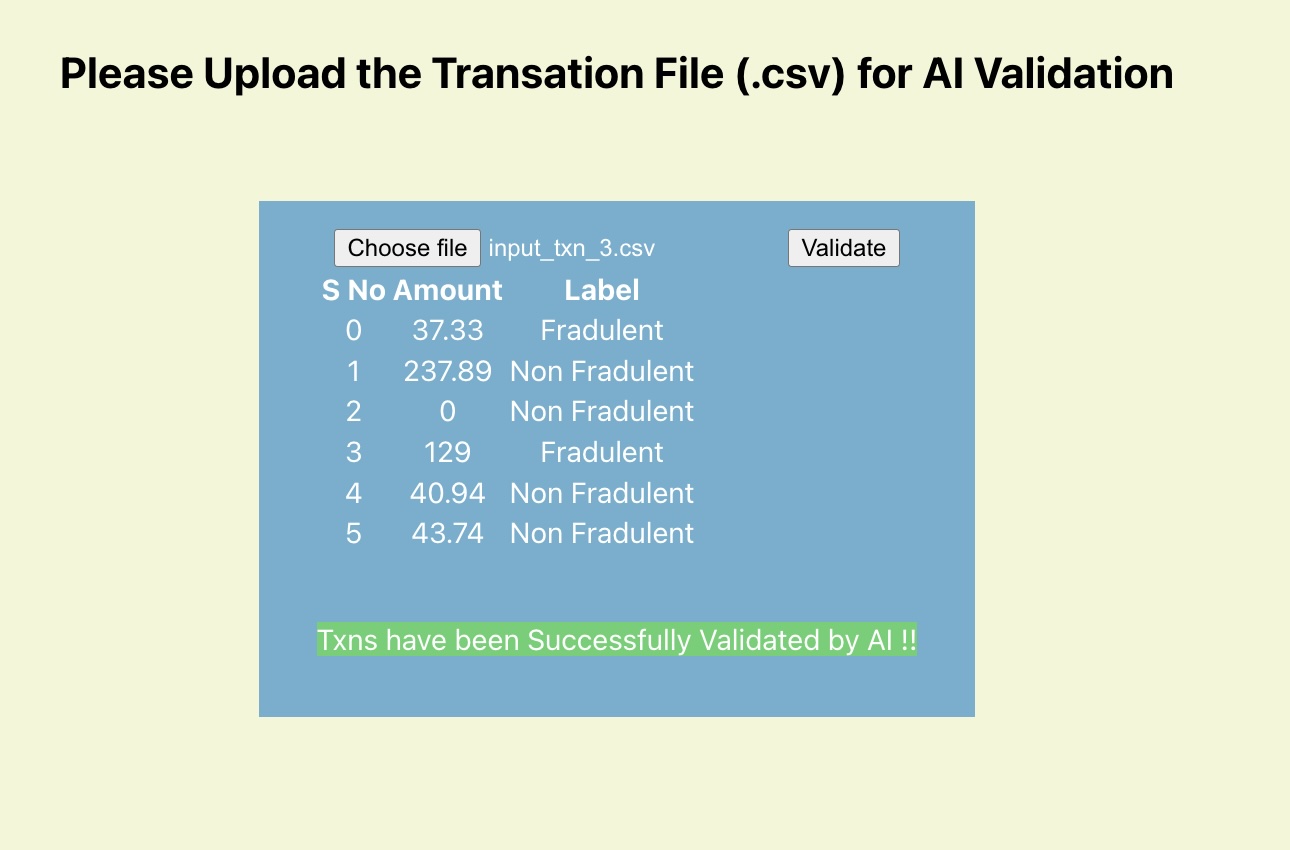 Please Upload the Transation File (.csv) for AI Validation
Choose file input_txn_3.csv Validate
S No Amount Label
0 37.33 Fradulent
1 237.89 Non Fradulent
2 0 Non Fradulent
3 129 Fradulent
4 40.94 Non Fradulent
5 43.74 Non Fradulent
Txns have been Successfully Validated by AI !!